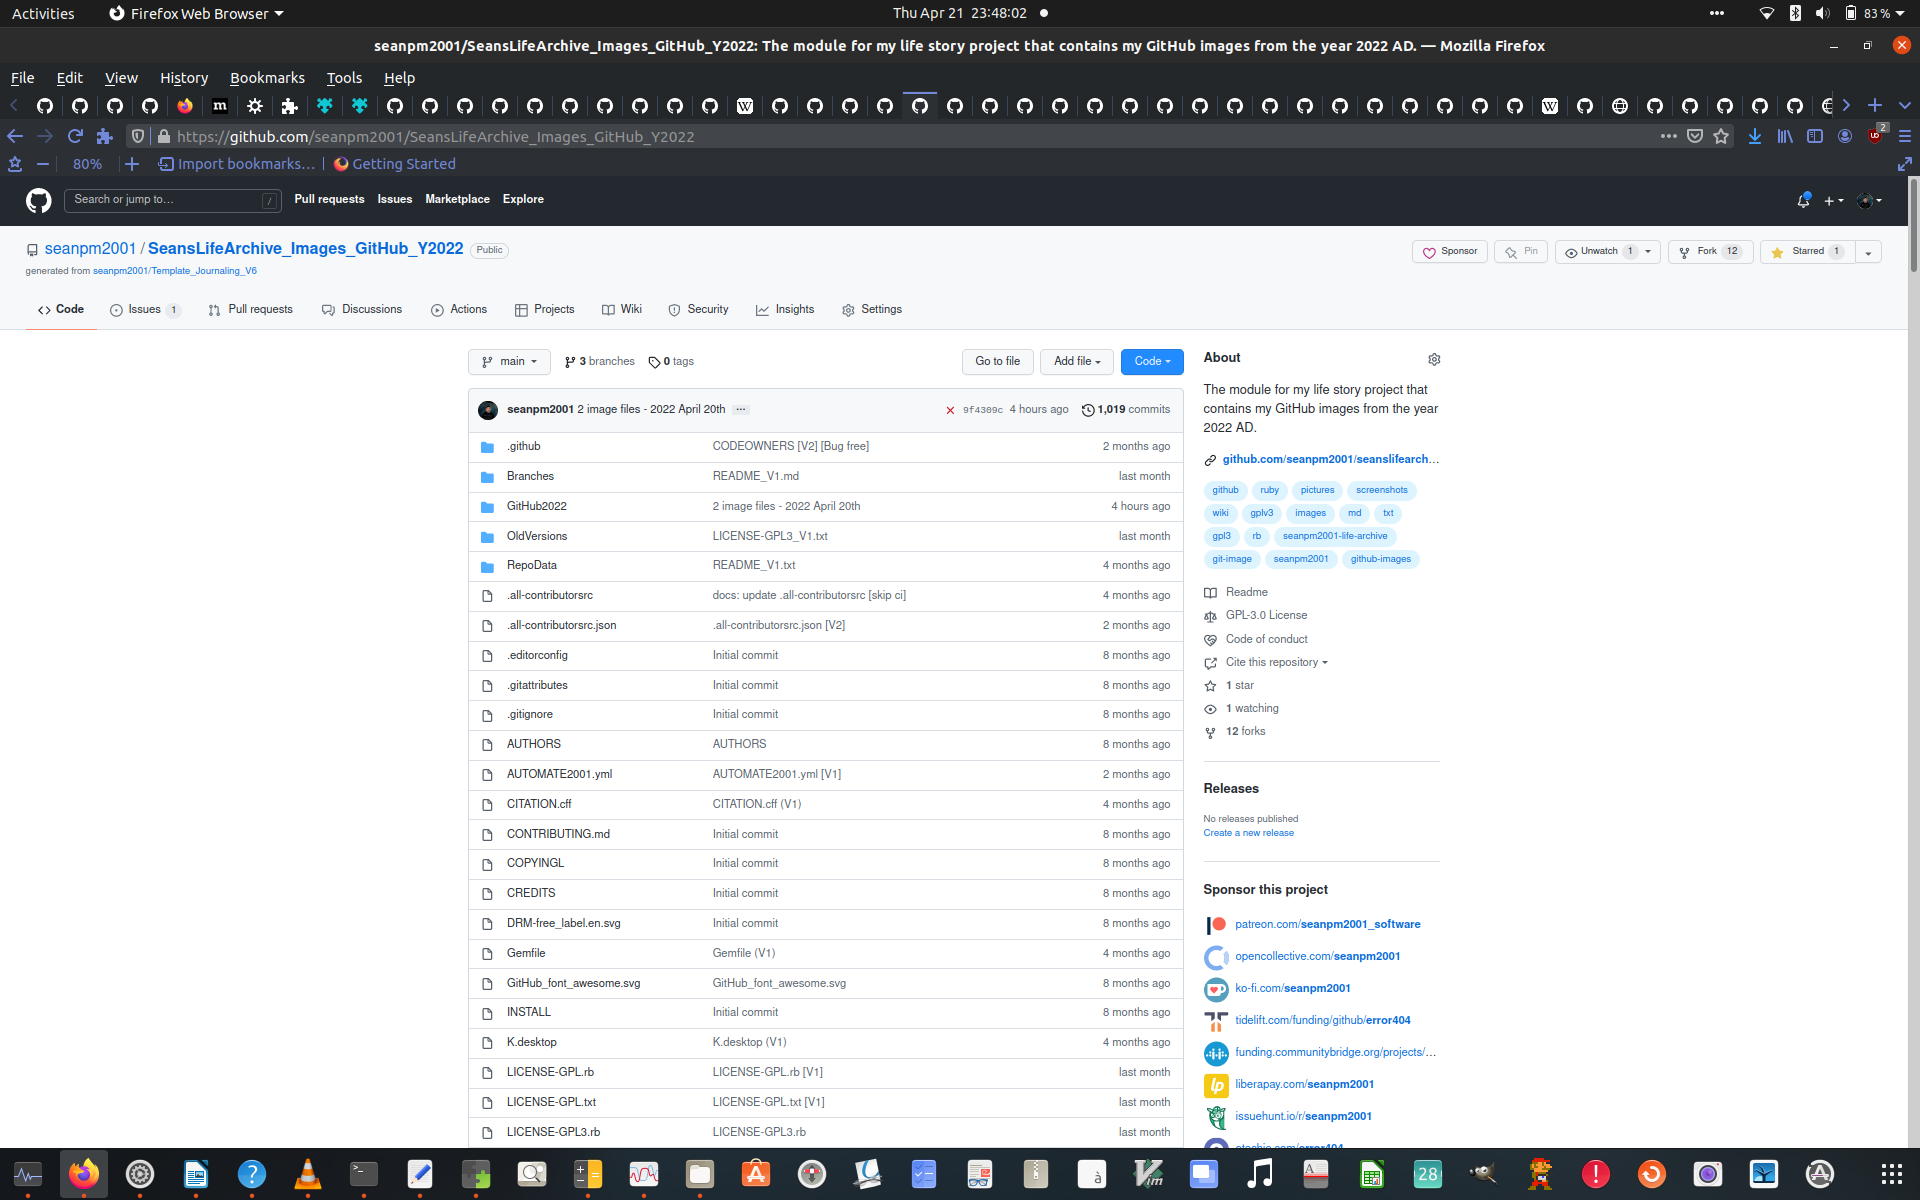 Activities
Firefox Web Browser
Thu Apr 21 23:48:02
83 %
seanpm2001/SeansLifeArchive_Images_GitHub_Y2022: The module for my life story project that contains my GitHub images from the year 2022 AD. — Mozilla Firefox
File Edit View History Bookmarks Tools Help
https://github.com/seanpm2001/SeansLifeArchive_Images_GitHub_Y2022
2
80%
Import bookmarks…
Getting Started
Search or jump to…
/
Pull requests Issues Marketplace Explore
seanpm2001 / SeansLifeArchive_Images_GitHub_Y2022 Public
generated from seanpm2001/Template_Journaling_V6
Sponsor
Pin
Unwatch 1
Fork 12
Starred 1
Code
Issues 1
Pull requests
Discussions
Actions
Projects
Wiki
Security
Insights
Settings
main
3 branches
0 tags
Go to file
Add file
Code
seanpm2001 2 image files - 2022 April 20th ...
9f4309c 4 hours ago 1,019 commits
.github CODEOWNERS [V2] [Bug free] 2 months ago
Branches README_V1.md last month
GitHub2022 2 image files - 2022 April 20th 4 hours ago
OldVersions LICENSE-GPL3_V1.txt last month
RepoData README_V1.txt 4 months ago
.all-contributorsrc docs: update .all-contributorsrc [skip ci] 4 months ago
.all-contributorsrc.json .all-contributorsrc.json [V2] 2 months ago
.editorconfig Initial commit 8 months ago
.gitattributes Initial commit 8 months ago
.gitignore Initial commit 8 months ago
AUTHORS AUTHORS 8 months ago
AUTOMATE2001.yml AUTOMATE2001.yml [V1] 2 months ago
CITATION.cff CITATION.cff (V1) 4 months ago
CONTRIBUTING.md Initial commit 8 months ago
COPYINGL Initial commit 8 months ago
CREDITS Initial commit 8 months ago
DRM-free_label.en.svg Initial commit 8 months ago
Gemfile Gemfile (V1) 4 months ago
GitHub_font_awesome.svg GitHub_font_awesome.svg 8 months ago
INSTALL Initial commit 8 months ago
K.desktop K.desktop (V1) 4 months ago
LICENSE-GPL.rb LICENSE-GPL.rb [V1] last month
LICENSE-GPL.txt LICENSE-GPL.txt [V1] last month
LICENSE-GPL3.rb LICENSE-GPL3.rb last month
About
The module for my life story project that
contains my GitHub images from the year
2022 AD.
github.com/seanpm2001/seanslifearch…
github ruby pictures screenshots
wiki gplv3 images md txt
gpl3 rb seanpm2001-life-archive
git-image seanpm2001 github-images
Readme
GPL-3.0 License
Code of conduct
Cite this repository
1 star
1 watching
12 forks
Releases
No releases published
Create a new release
Sponsor this project
patreon.com/seanpm2001_software
opencollective.com/seanpm2001
ko-fi.com/seanpm2001
tidelift.com/funding/github/error404
funding.communitybridge.org/projects/…
liberapay.com/seanpm2001
issuehunt.io/r/seanpm2001
28